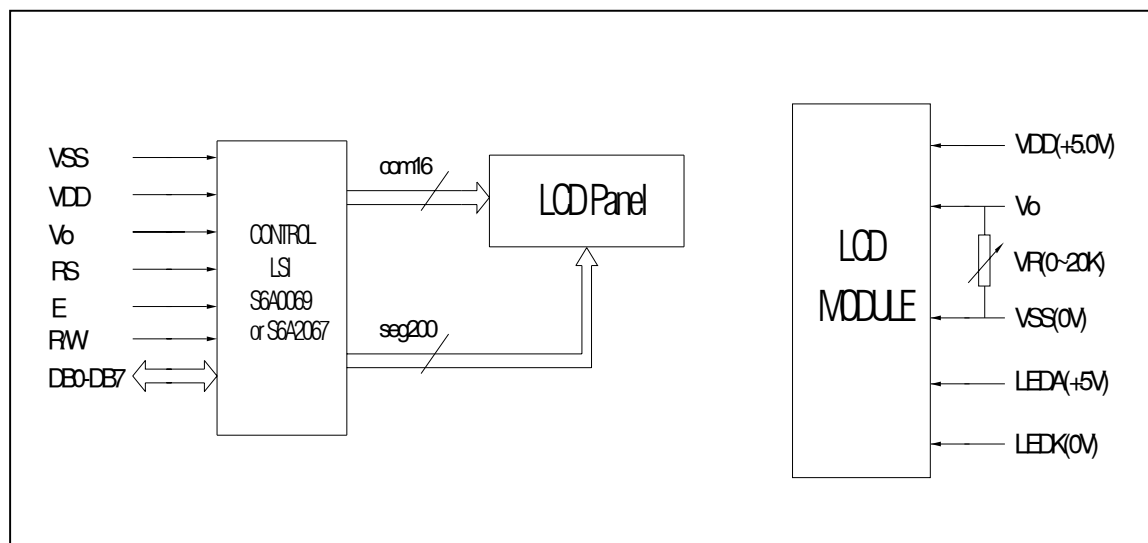 VSS
VDD
Vo
RS
E
R/W
DB0-DB7
CONTROL
LSI
S6A0069
or S6A2067
com16
seg200
LCD Panel
LCD
MODULE
VDD(+5.0V)
Vo
VR(0~20K)
VSS(0V)
LEDA(+5V)
LEDK(0V)